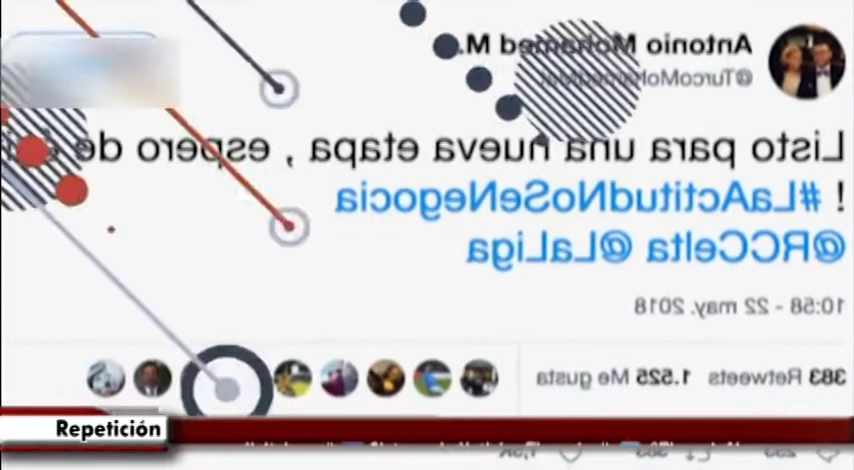 Antonio Mohamed M.
@TurcoMohamed
Listo para una nueva etapa , espero de
! #LaActitudNoSeNegocia
@RCCelta @LaLiga
10:58 - 22 may. 2018
383 Retweets 1.525 Me gusta
Repetición